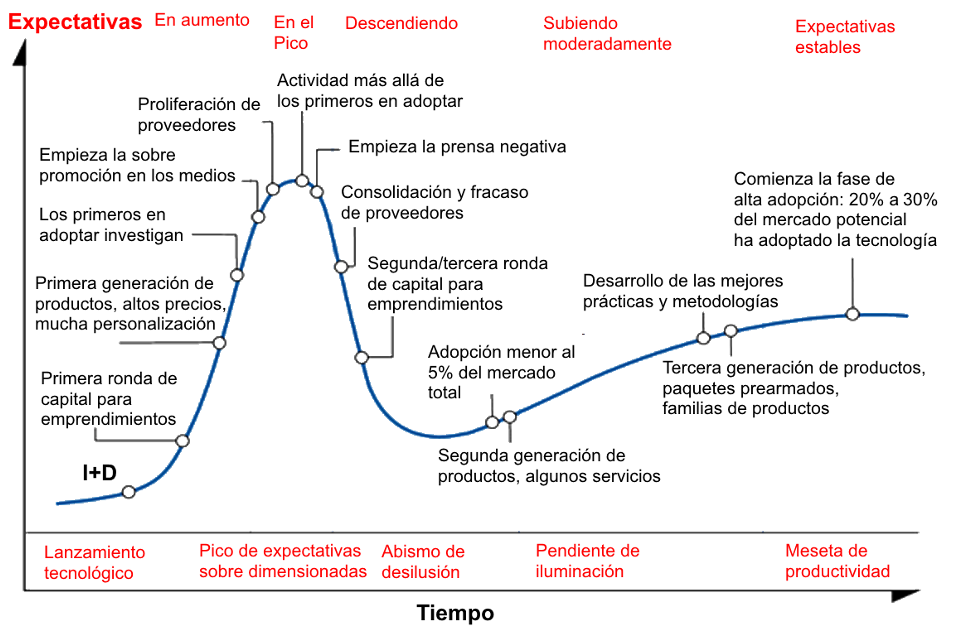 Expectativas
En aumento
En el
Pico
Descendiendo
Subiendo
moderadamente
Expectativas
estables
Actividad más allá de
los primeros en adoptar
Proliferación de
proveedores
Empieza la prensa negativa
Empieza la sobre
promoción en los medios
Consolidación y fracaso
de proveedores
Comienza la fase de
alta adopción: 20% a 30%
del mercado potencial
ha adoptado la tecnología
Los primeros en
adoptar investigan
Segunda/tercera ronda
de capital para
emprendimientos
Primera generación de
productos, altos precios,
mucha personalización
Desarrollo de las mejores
prácticas y metodologías
Adopción menor al
5% del mercado
total
Tercera generación de productos,
paquetes prearmados,
familias de productos
Primera ronda de
capital para
emprendimientos
Segunda generación de
productos, algunos servicios
I+D
Lanzamiento
tecnológico
Pico de expectativas
sobre dimensionadas
Abismo de
desilusión
Pendiente de
iluminación
Meseta de
productividad
Tiempo